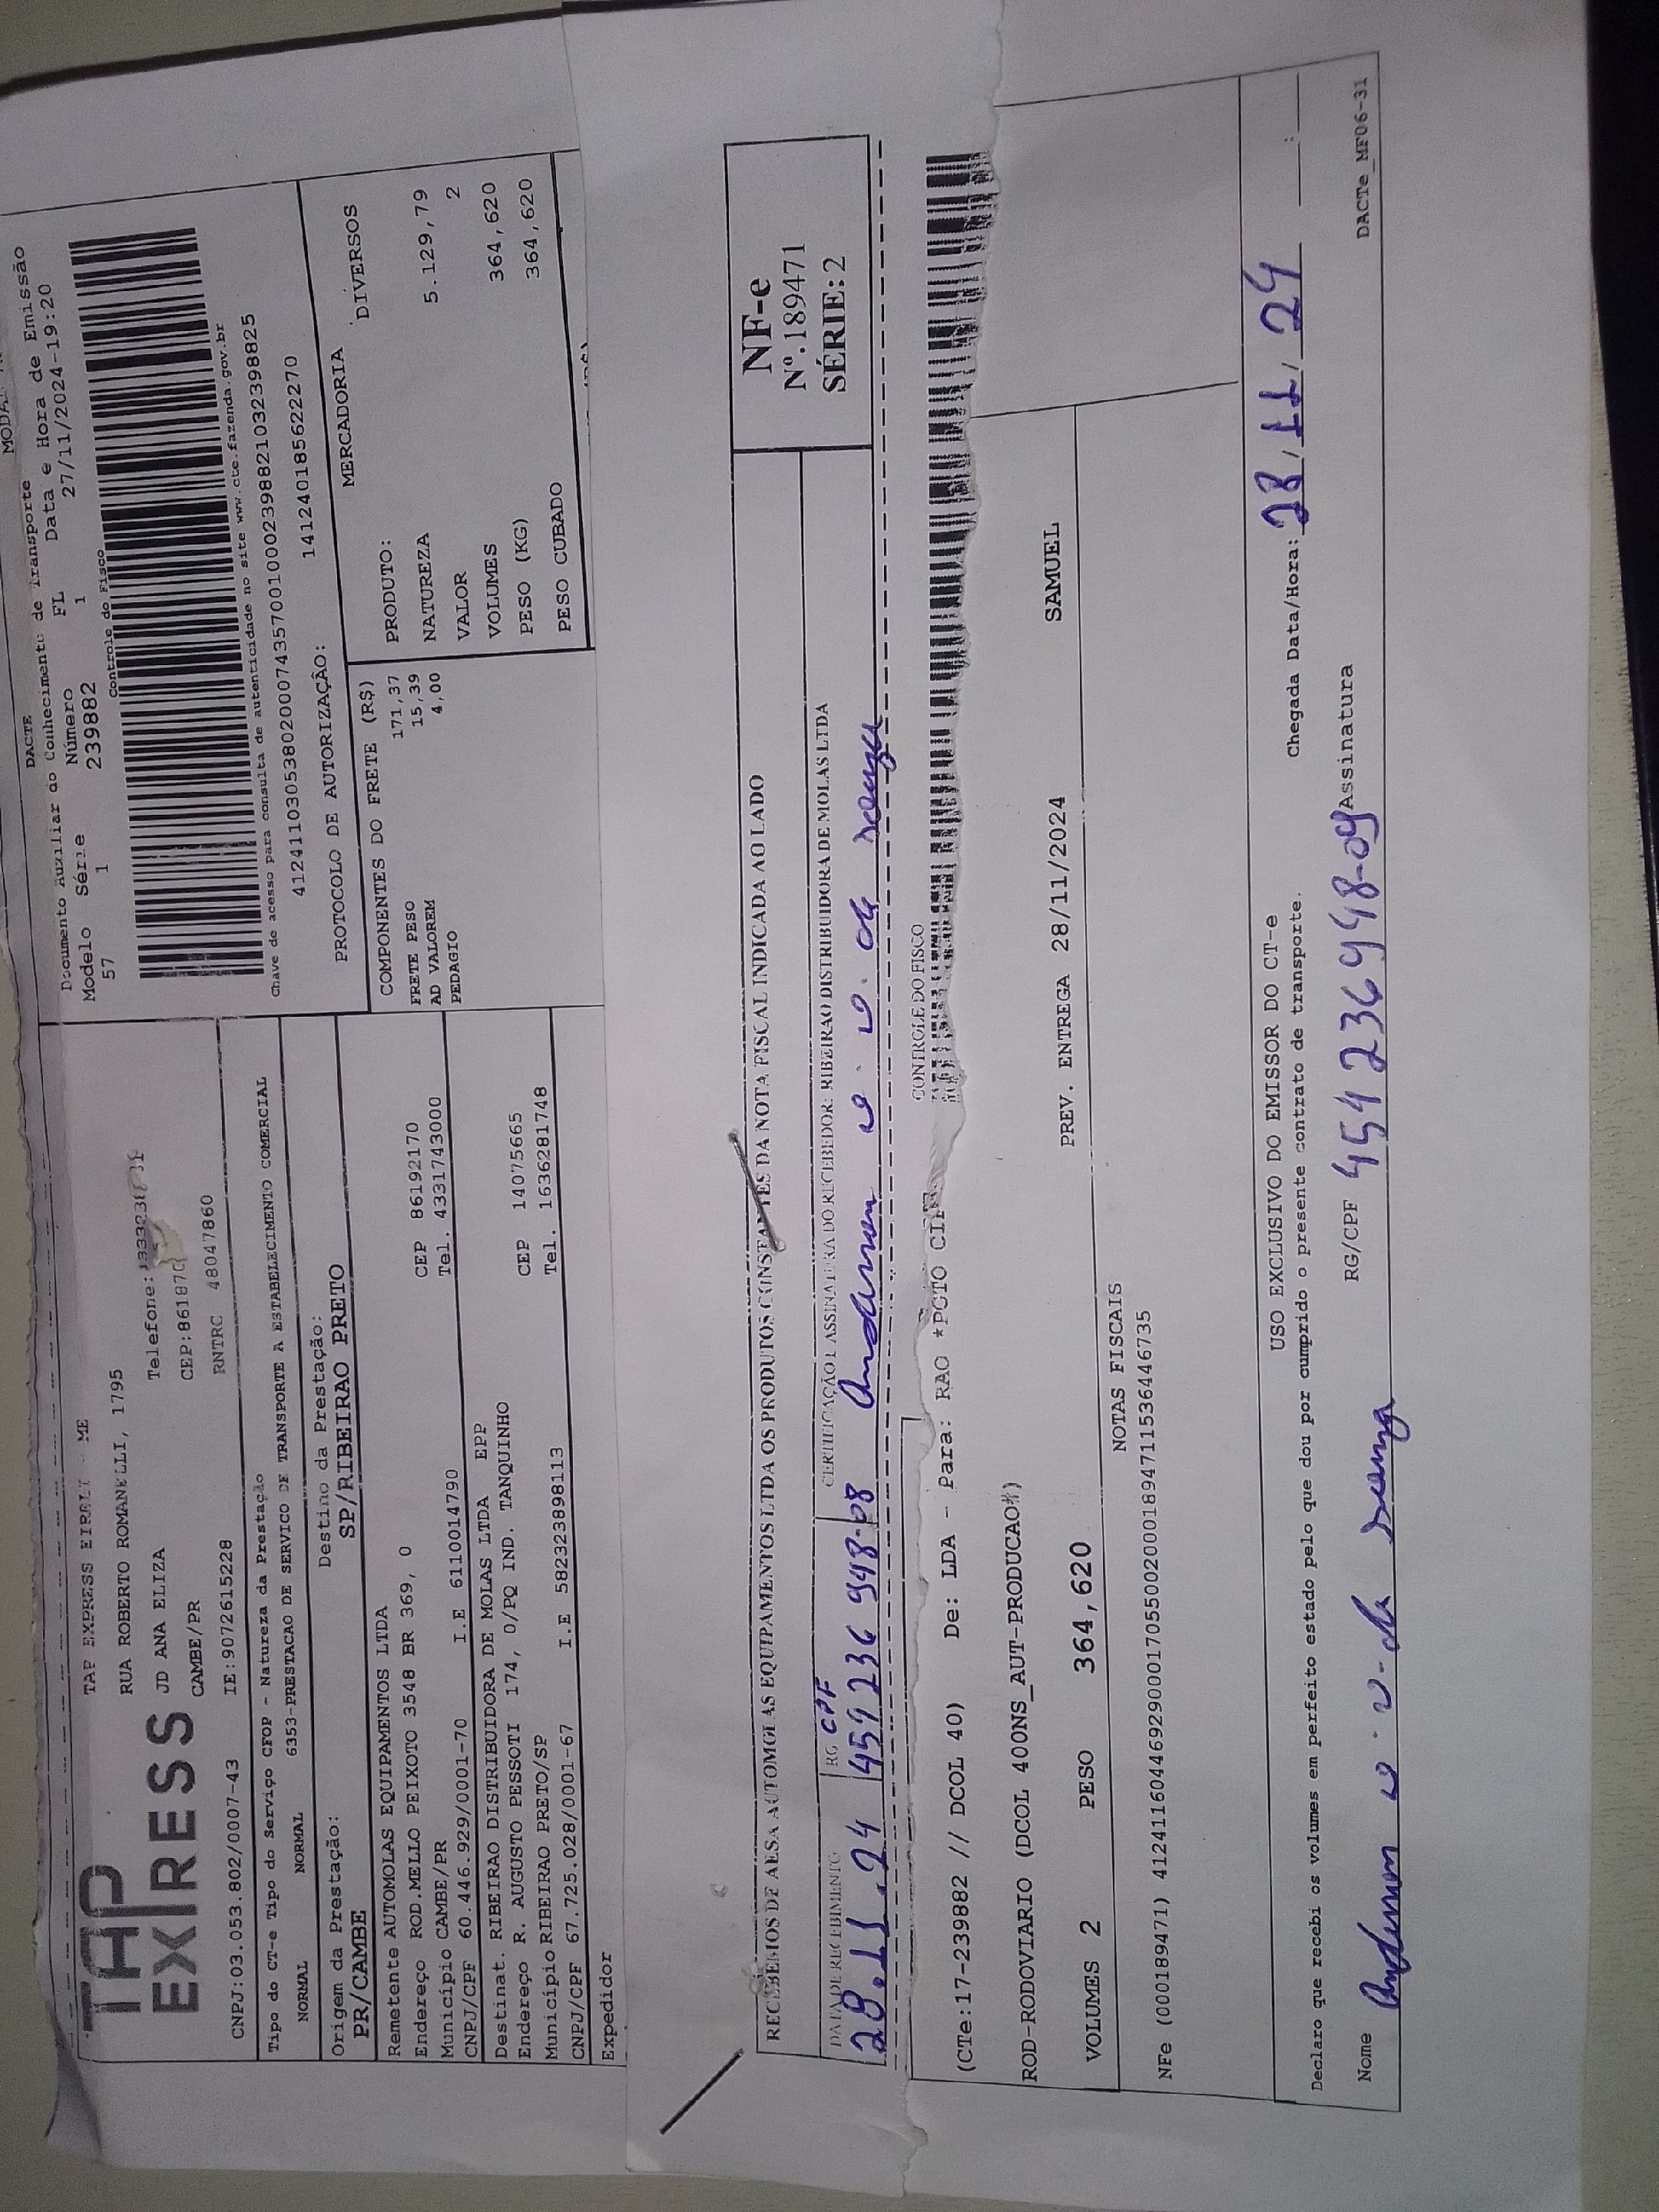 DACTE
Documento Auxiliar do Conhecimento de Transporte
Modelo Série Número FL Data e Hora de Emissão
57 1 239882 1 27/11/2024-19:20
Controle do Fisco
Chave de acesso para consulta de autenticidade no site www.cte.fazenda.gov.br
41241103053802000743570010002398821032398825
PROTOCOLO DE AUTORIZAÇÃO: 141240185622270
TAP EXPRESS EIRELI - ME
TAP EXPRESS
RUA ROBERTO ROMANELLI, 1795
JD ANA ELIZA Telefone:
CAMBE/PR CEP:86187
CNPJ:03.053.802/0007-43 IE:9072615228 RNTRC 48047860
Tipo do CT-e Tipo do Serviço CFOP - Natureza da Prestação
NORMAL NORMAL 6353-PRESTACAO DE SERVICO DE TRANSPORTE A ESTABELECIMENTO COMERCIAL
Origem da Prestação: Destino da Prestação:
PR/CAMBE SP/RIBEIRAO PRETO
Remetente AUTOMOLAS EQUIPAMENTOS LTDA
Endereço ROD.MELLO PEIXOTO 3548 BR 369, 0 CEP 86192170
Município CAMBE/PR Tel. 4331743000
CNPJ/CPF 60.446.929/0001-70 I.E 6110014790
Destinat. RIBEIRAO DISTRIBUIDORA DE MOLAS LTDA EPP
Endereço R. AUGUSTO PESSOTI 174, 0/PQ IND. TANQUINHO CEP 14075665
Município RIBEIRAO PRETO/SP Tel. 1636281748
CNPJ/CPF 67.725.028/0001-67 I.E 582323898113
Expedidor
COMPONENTES DO FRETE (R$)
FRETE PESO 171,37
AD VALOREM 15,39
PEDAGIO 4,00
MERCADORIA
PRODUTO: DIVERSOS
NATUREZA
VALOR 5.129,79
VOLUMES 2
PESO (KG) 364,620
PESO CUBADO 364,620
RECEBEMOS DE AESA AUTOMOLAS EQUIPAMENTOS LTDA OS PRODUTOS CONSTANTES DA NOTA FISCAL INDICADA AO LADO
NF-e
Nº.189471
SÉRIE:2
DATA DE RECEBIMENTO RG CPF CERTIFICAÇÃO E ASSINATURA DO RECEBEDOR: RIBEIRAO DISTRIBUIDORA DE MOLAS LTDA
28.11.24
CONTROLE DO FISCO
(CTe:17-239882 // DCOL 40) De: LDA - Para: RAO *PGTO CIF
ROD-RODOVIARIO (DCOL 400NS_AUT-PRODUCAO*) PREV. ENTREGA 28/11/2024 SAMUEL
VOLUMES 2 PESO 364,620
NOTAS FISCAIS
NFe (000189471) 41241160446929000170550020001894711536446735
USO EXCLUSIVO DO EMISSOR DO CT-e
Declaro que recebi os volumes em perfeito estado pelo que dou por cumprido o presente contrato de transporte. Chegada Data/Hora: 28/11/24
Nome RG/CPF Assinatura
DACTe_MF06-31